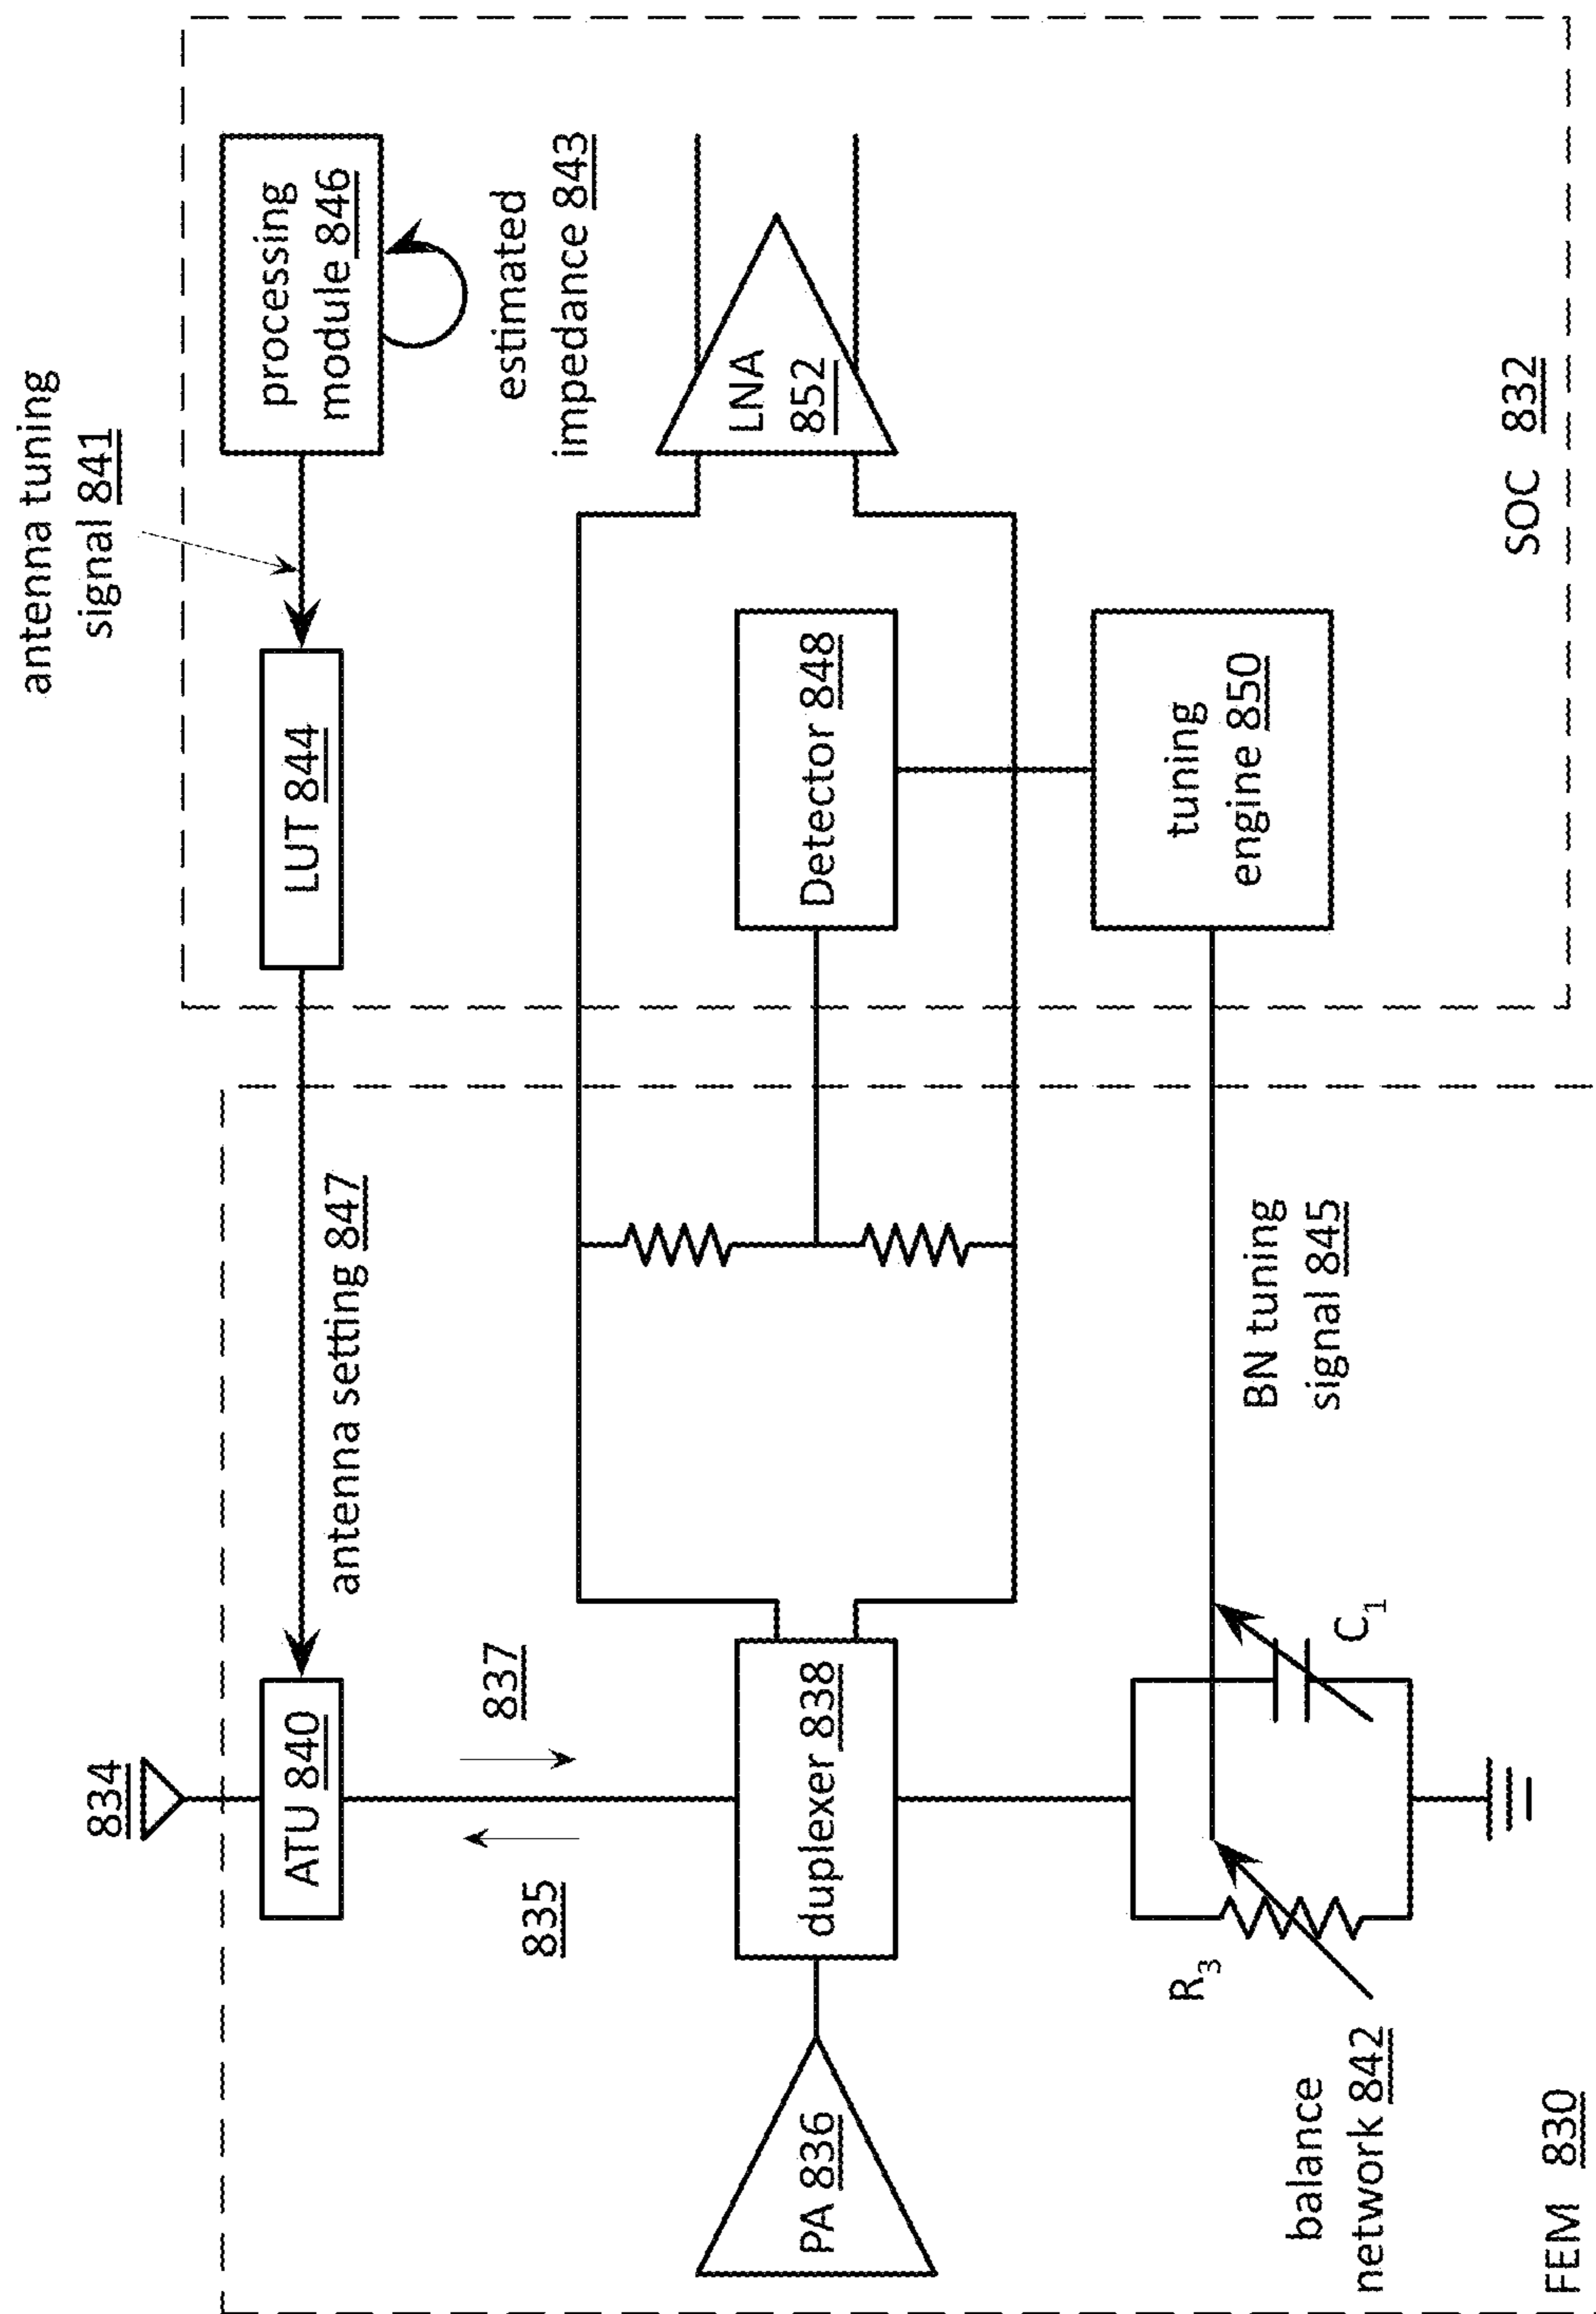 antenna tuning
signal 841
834
ATU 840
antenna setting 847
LUT 844
processing
module 846
835
837
estimated
impedance 843
PA 836
duplexer 838
Detector 848
LNA
852
R3
C1
BN tuning
signal 845
tuning
engine 850
balance
network 842
FEM 830
SOC 832